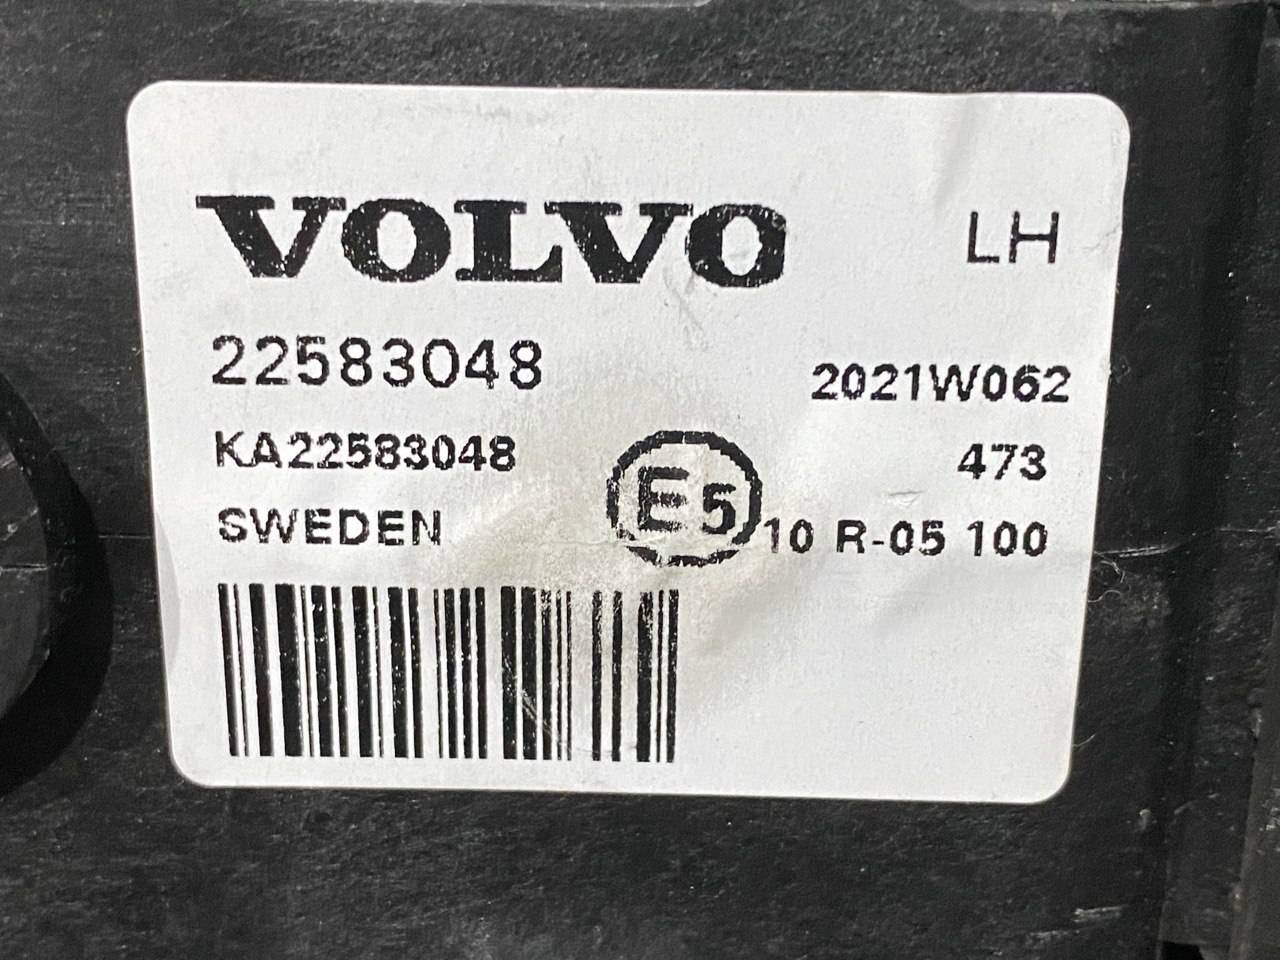 VOLVO LH
22583048 2021W062
KA22583048 473
SWEDEN E5 10 R-05 100